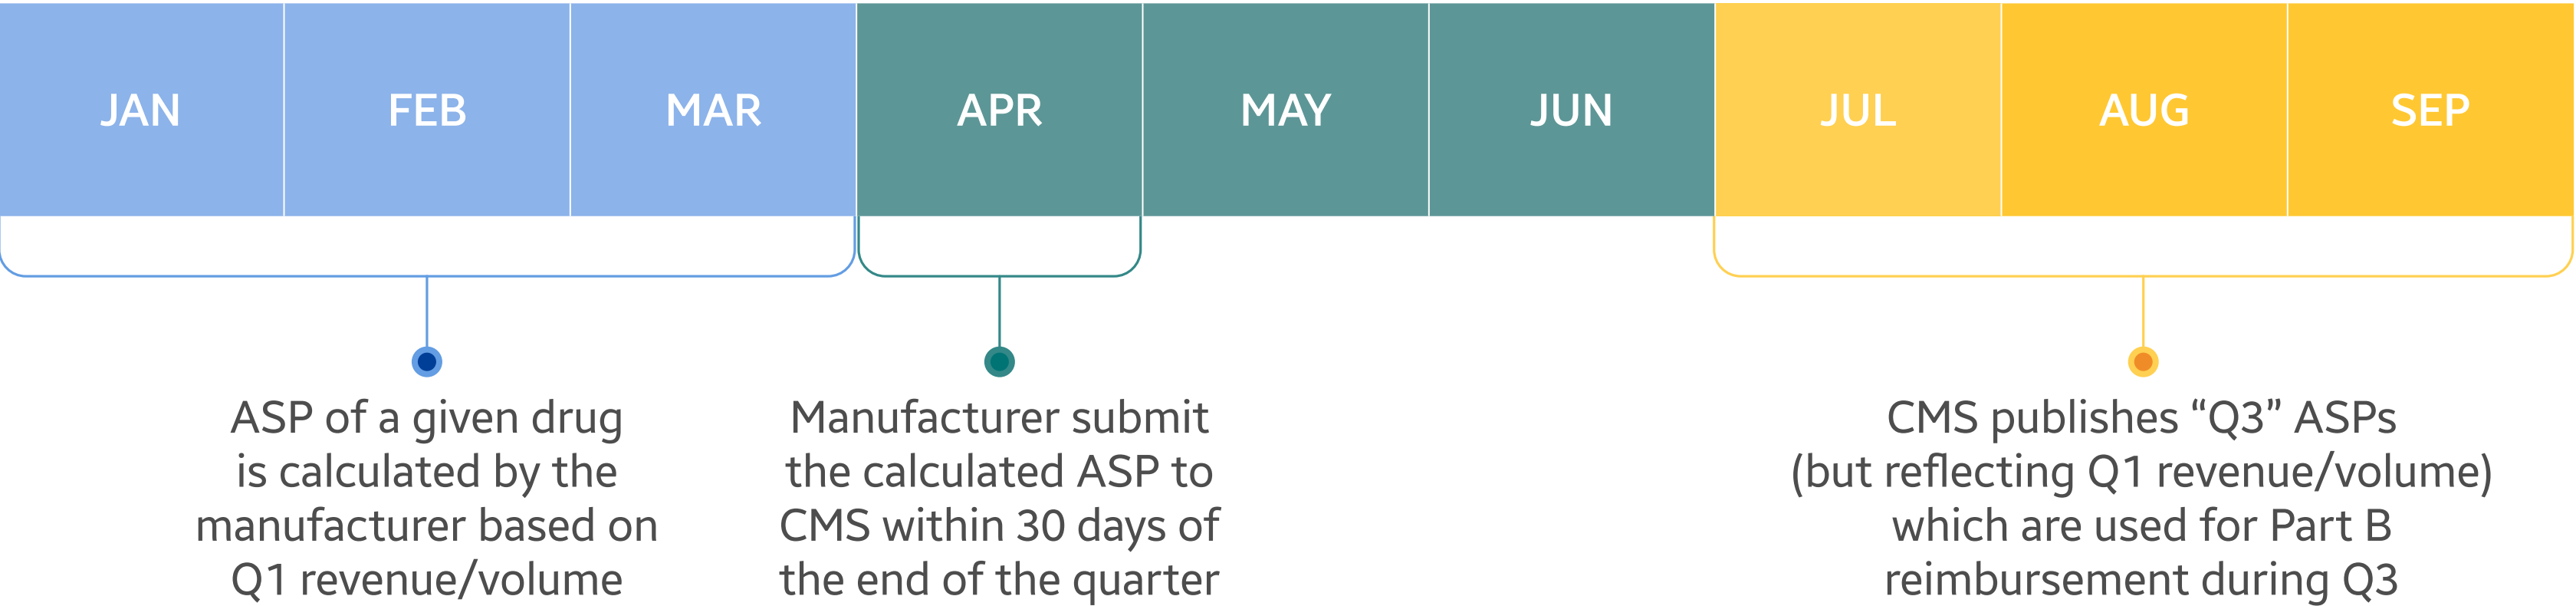 JAN FEB MAR APR MAY JUN JUL AUG SEP
ASP of a given drug
is calculated by the
manufacturer based on
Q1 revenue/volume
Manufacturer submit
the calculated ASP to
CMS within 30 days of
the end of the quarter
CMS publishes “Q3” ASPs
(but reflecting Q1 revenue/volume)
which are used for Part B
reimbursement during Q3